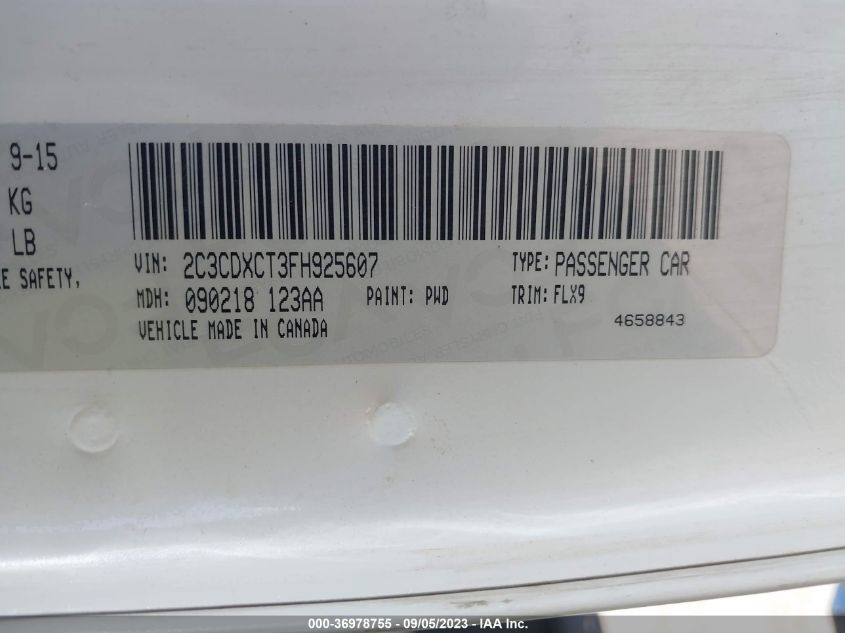 9-15
KG
LB
E SAFETY,
VIN: 2C3CDXCT3FH925607 TYPE: PASSENGER CAR
MDH: 090218 123AA PAINT: PWD TRIM: FLX9
VEHICLE MADE IN CANADA 4658843
000-36978755 - 09/05/2023 - IAA Inc.